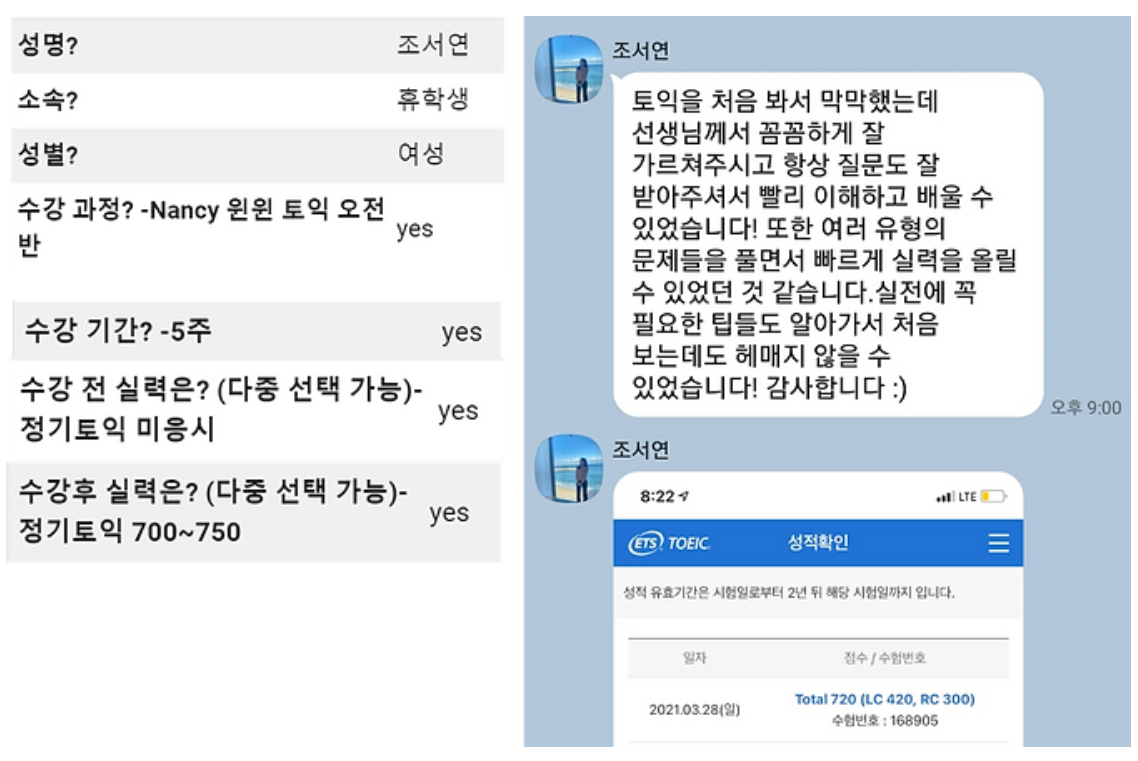 성명? 조서연
소속? 휴학생
성별? 여성
수강 과정? -Nancy 윈윈 토익 오전
반 yes
수강 기간? -5주 yes
수강 전 실력은? (다중 선택 가능)-
정기토익 미응시 yes
수강후 실력은? (다중 선택 가능)-
정기토익 700~750 yes
조서연
토익을 처음 봐서 막막했는데
선생님께서 꼼꼼하게 잘
가르쳐주시고 항상 질문도 잘
받아주셔서 빨리 이해하고 배울 수
있었습니다! 또한 여러 유형의
문제들을 풀면서 빠르게 실력을 올릴
수 있었던 것 같습니다.실전에 꼭
필요한 팁들도 알아가서 처음
보는데도 헤매지 않을 수
있었습니다! 감사합니다 :)
오후 9:00
조서연
8:22 LTE
ETS TOEIC 성적확인
성적 유효기간은 시험일로부터 2년 뒤 해당 시험일까지 입니다.
일자 점수 / 수험번호
2021.03.28(일) Total 720 (LC 420, RC 300)
수험번호 : 168905